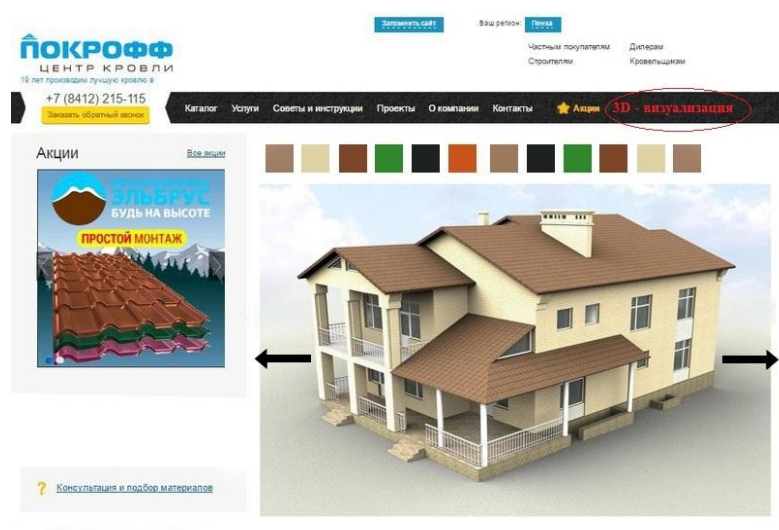 Запомнить сайт
Ваш регион: Пенза
ПОКРОФФ
ЦЕНТР КРОВЛИ
19 лет производим лучшую кровлю в
Частным покупателям Дилерам
Строителям Кровельщикам
+7 (8412) 215-115
Заказать обратный звонок
Каталог Услуги Советы и инструкции Проекты О компании Контакты Акции 3D - визуализация
Акции Все акции
ЭЛЬБРУС
БУДЬ НА ВЫСОТЕ
ПРОСТОЙ МОНТАЖ
? Консультация и подбор материалов